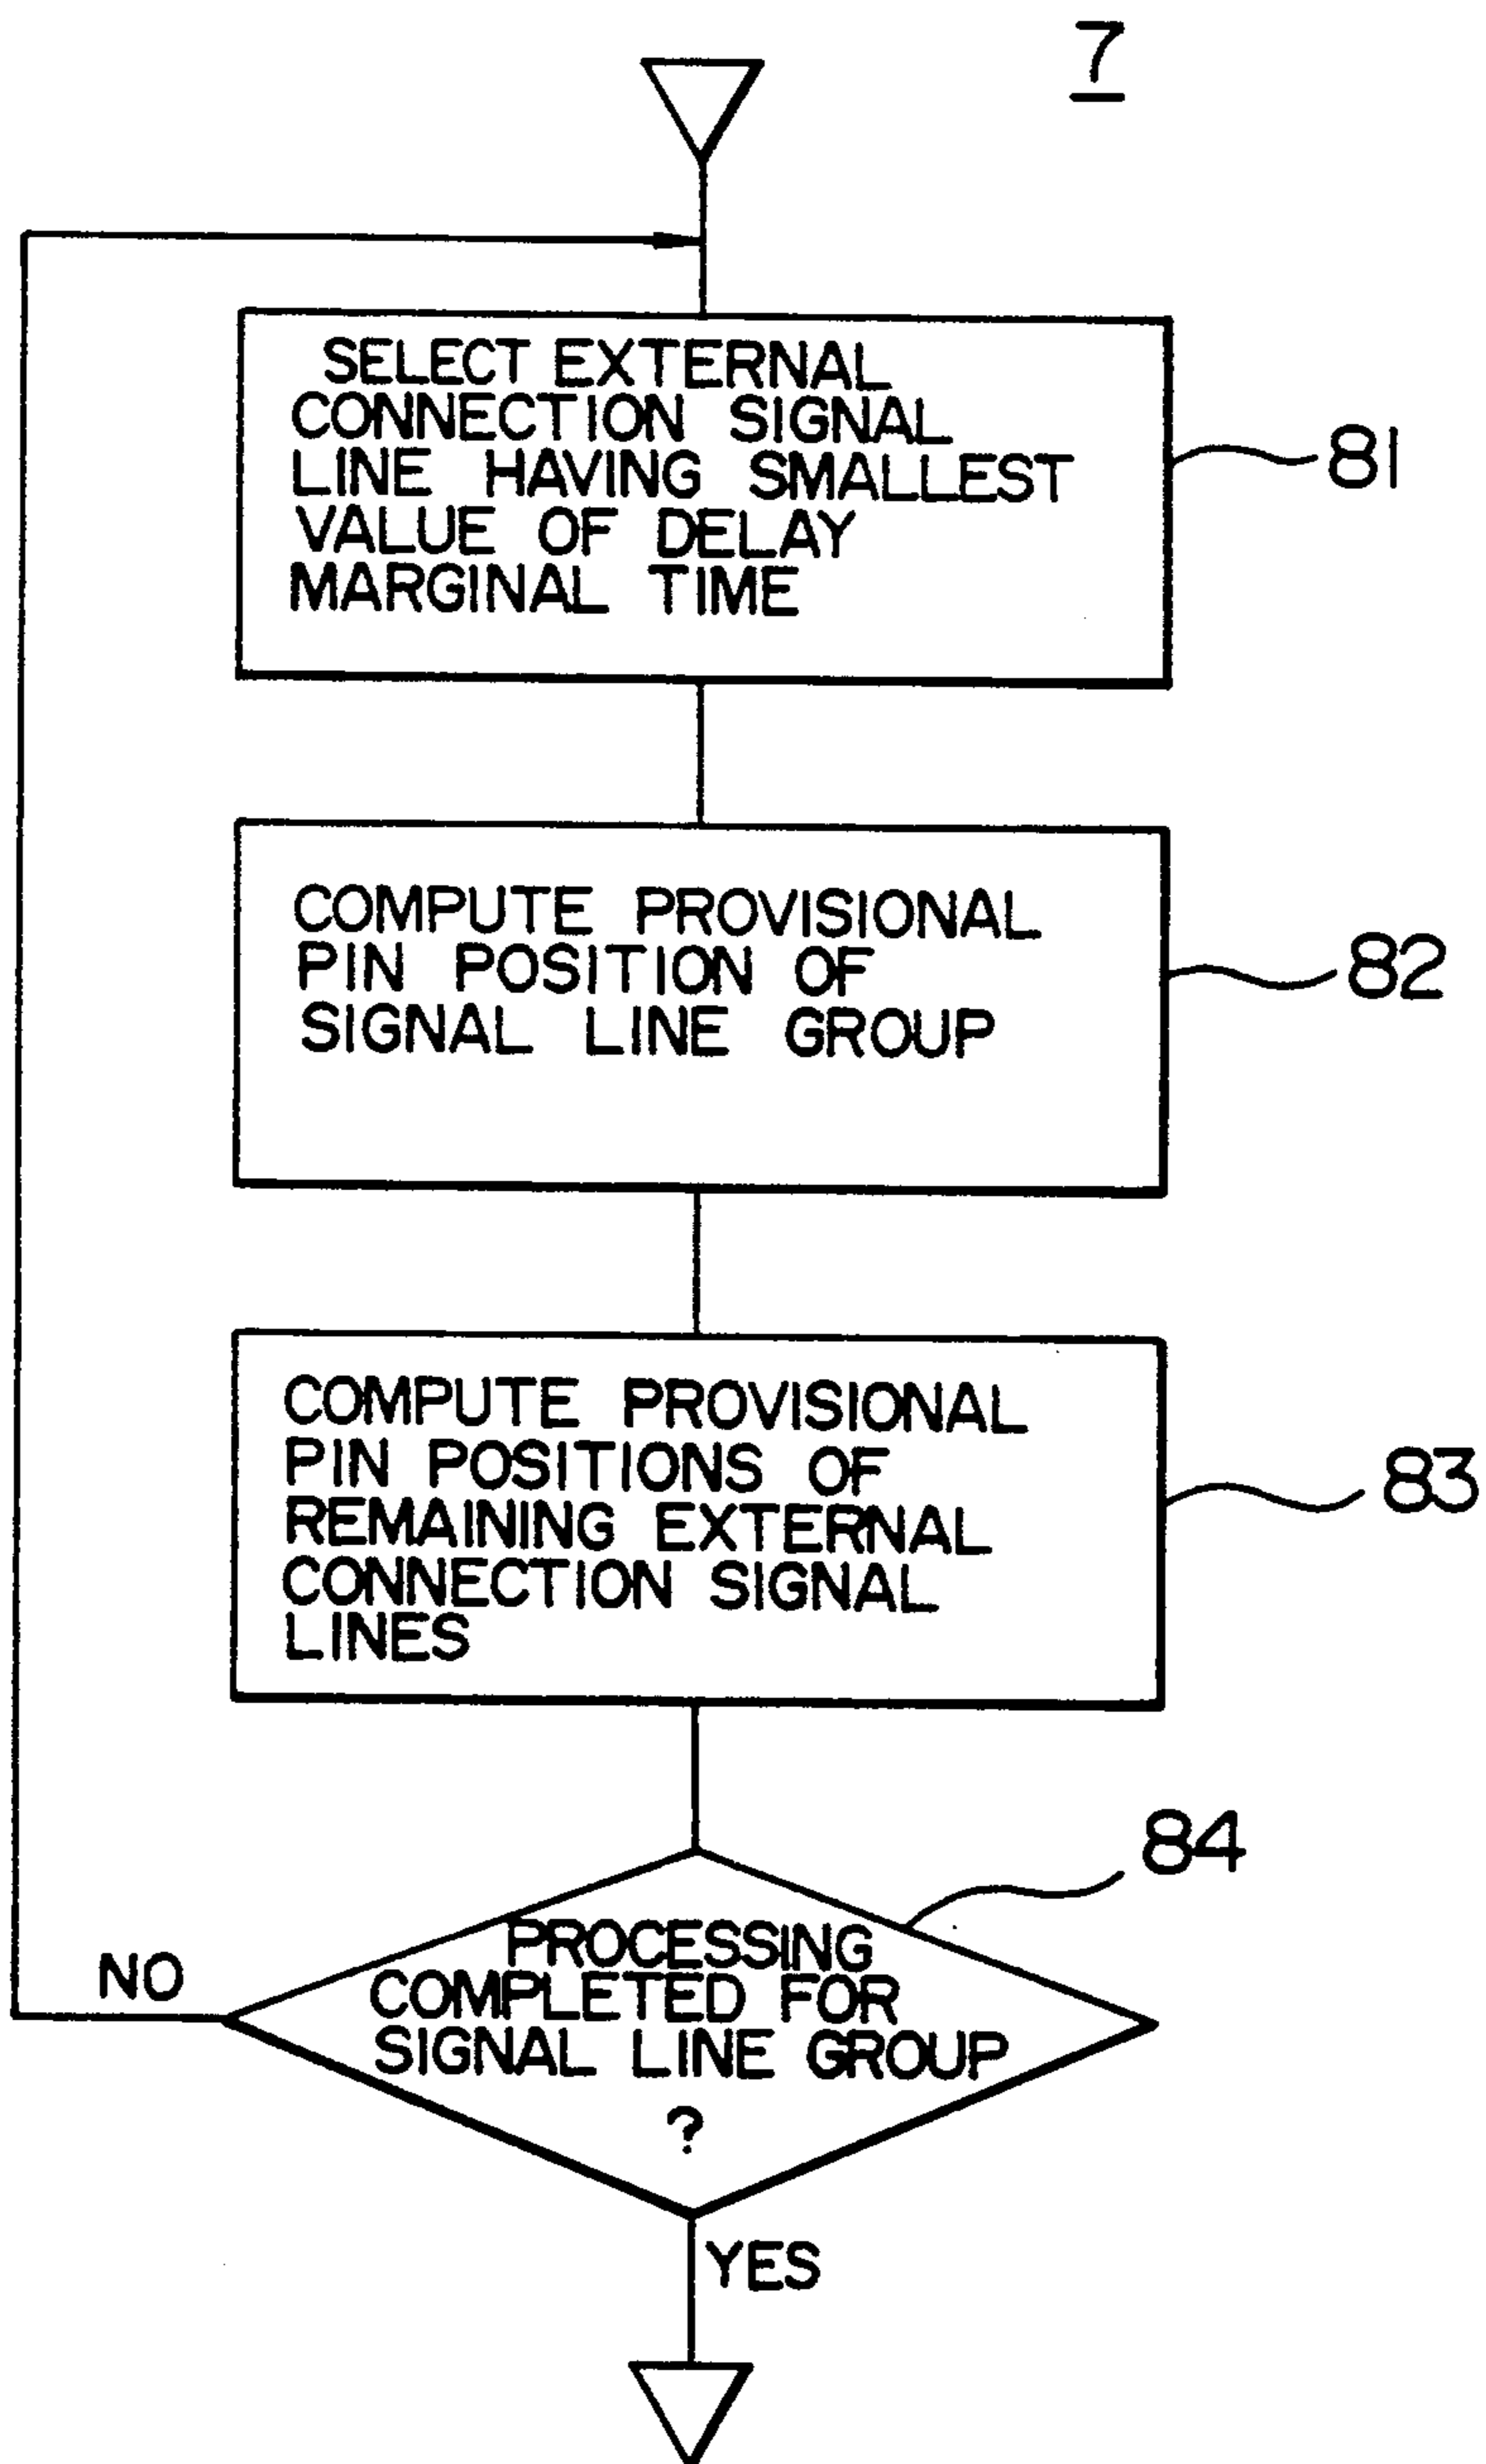 7
SELECT EXTERNAL
CONNECTION SIGNAL
LINE HAVING SMALLEST
VALUE OF DELAY
MARGINAL TIME
81
COMPUTE PROVISIONAL
PIN POSITION OF
SIGNAL LINE GROUP
82
COMPUTE PROVISIONAL
PIN POSITIONS OF
REMAINING EXTERNAL
CONNECTION SIGNAL
LINES
83
84
PROCESSING
COMPLETED FOR
SIGNAL LINE GROUP
?
NO
YES